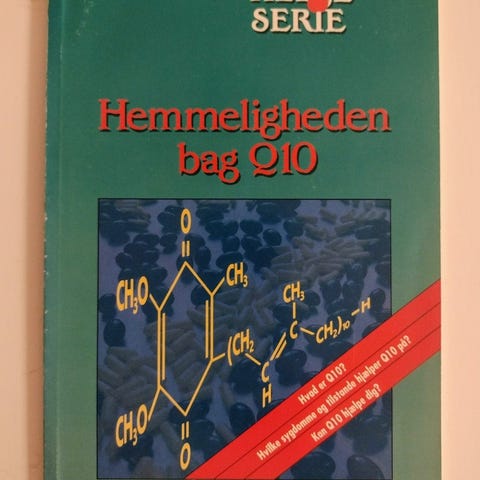 SERIE
Hemmeligheden
bag Q10
O
CH₃O
CH₃
CH₃
(CH₂
C
CH₂)₁₀–H
CH₃O
C
H
O
Hvad er Q10?
Hvilke sygdomme og tilstande hjælper Q10 på?
Kan Q10 hjælpe dig?